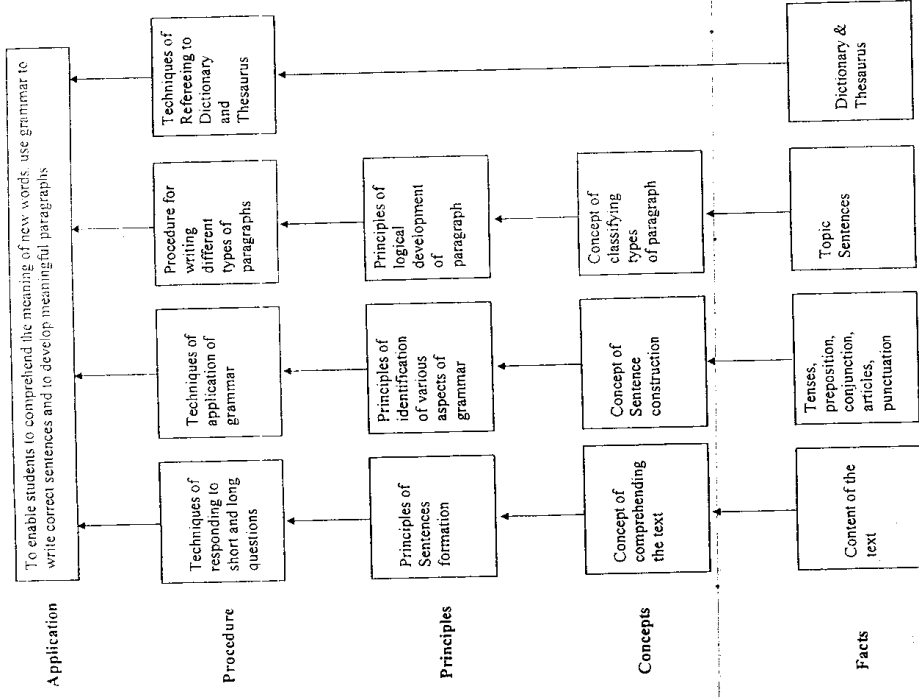 Application
To enable students to comprehend the meaning of new words, use grammar to
write correct sentences and to develop meaningful paragraphs
Procedure
Techniques of
responding to
short and long
questions
Techniques of
application of
grammar
Procedure for
writing
different
types of
paragraphs
Techniques of
Refereeing to
Dictionary
and
Thesaurus
Principles
Principles of
Sentences
formation
Principles of
identification
of various
aspects of
grammar
Principles of
logical
development
of
paragraph
Concepts
Concept of
comprehending
the text
Concept of
Sentence
construction
Concept of
classifying
types
of paragraph
Facts
Content of the
text
Tenses,
preposition,
conjunction,
articles,
punctuation
Topic
Sentences
Dictionary &
Thesaurus